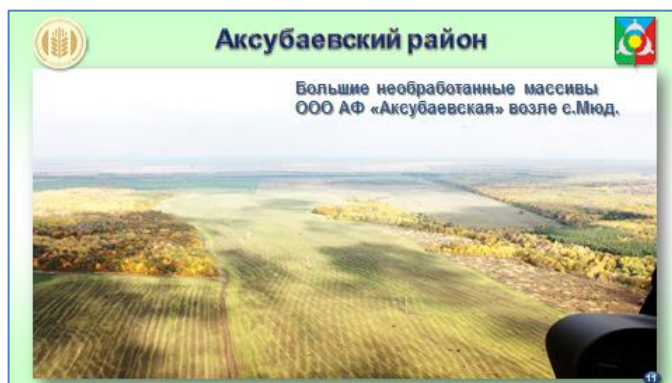 Аксубаевский район
Большие необработанные массивы
ООО АФ «Аксубаевская» возле с.Мюд.
11